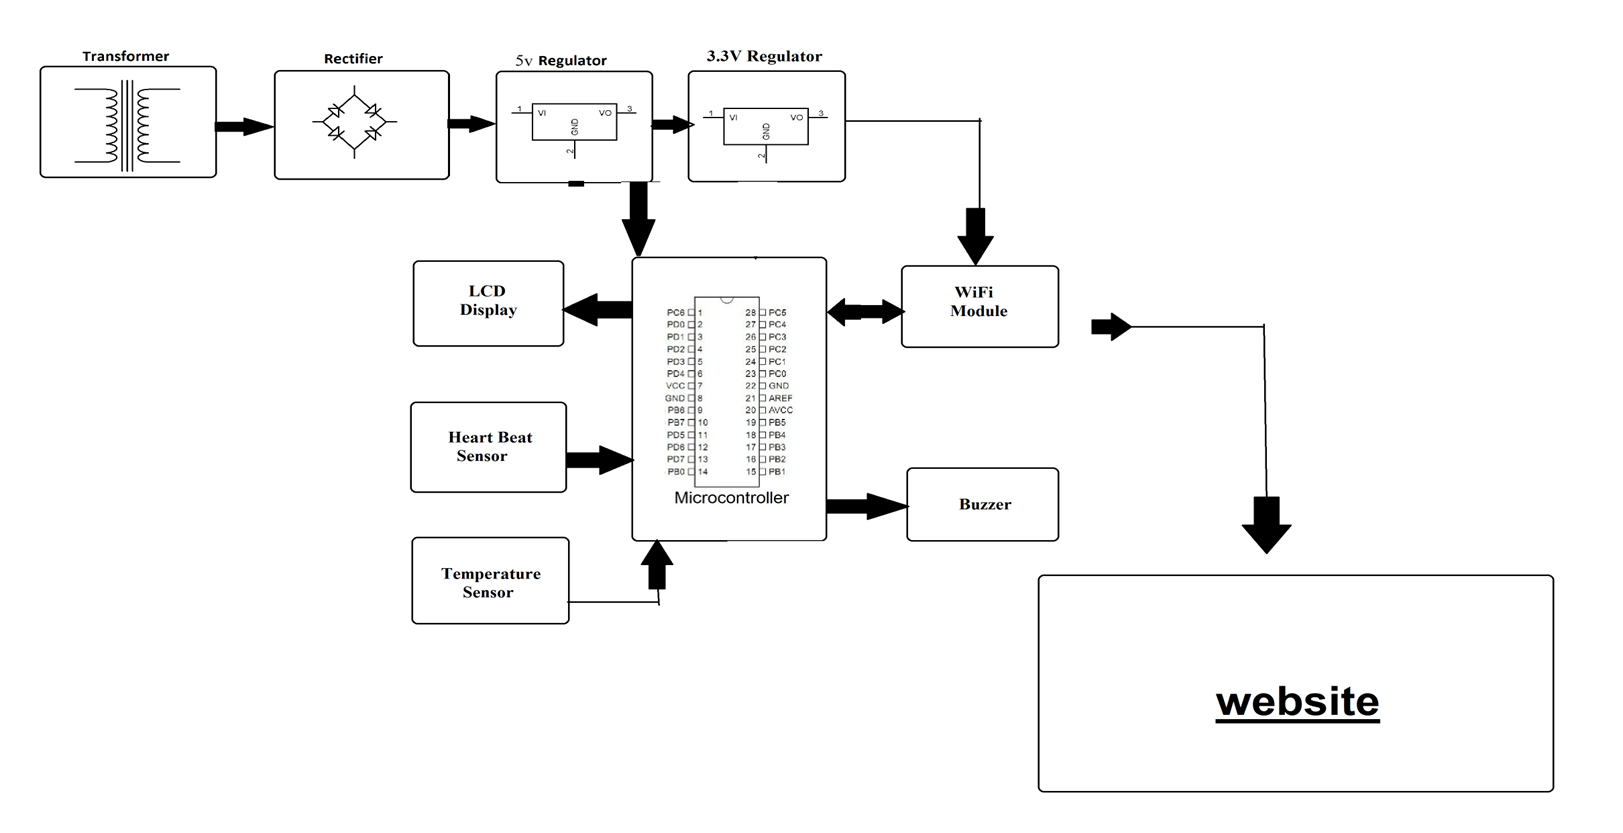 Transformer
Rectifier
5v Regulator
3.3V Regulator
1 VI VO 3
GND
2
1 VI VO 3
GND
2
LCD
Display
WiFi
Module
PC6 1 28 PC5
PD0 2 27 PC4
PD1 3 26 PC3
PD2 4 25 PC2
PD3 5 24 PC1
PD4 6 23 PC0
VCC 7 22 GND
GND 8 21 AREF
PB6 9 20 AVCC
PB7 10 19 PB5
PD5 11 18 PB4
PD6 12 17 PB3
PD7 13 16 PB2
PB0 14 15 PB1
Microcontroller
Heart Beat
Sensor
Buzzer
Temperature
Sensor
website